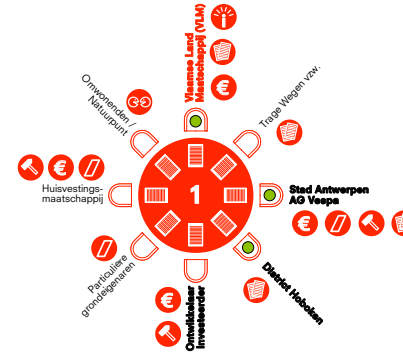 Vlaamse Land
Maatschappij (VLM)
€
Trage Wegen vzw.
Stad Antwerpen
AG Vespa
€
District Hoboken
Ontwikkelaar
Investeerder
€
Particuliere
grondeigenaren
Huisvestings-
maatschappij
€
Omwonenden /
Natuurpunt
1